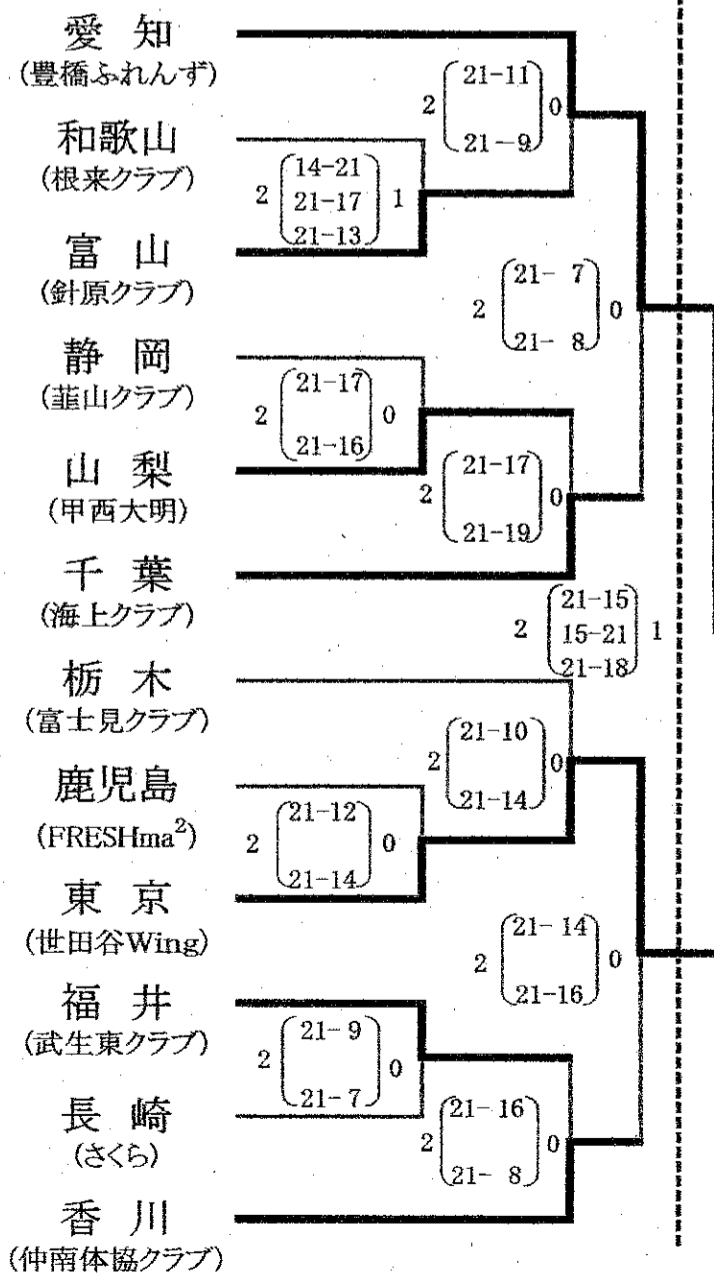 愛知
(豊橋ふれんず)
2 21-11 0
21-9
和歌山
(根来クラブ)
2 14-21 1
21-17
21-13
富山
(針原クラブ)
2 21-7 0
21-8
静岡
(韮山クラブ)
2 21-17 0
21-16
山梨
(甲西大明)
2 21-17 0
21-19
千葉
(海上クラブ)
2 21-15 1
15-21
21-18
栃木
(富士見クラブ)
2 21-10 0
21-14
鹿児島
(FRESHma²)
2 21-12 0
21-14
東京
(世田谷Wing)
2 21-14 0
21-16
福井
(武生東クラブ)
2 21-9 0
21-7
長崎
(さくら)
2 21-16 0
21-8
香川
(仲南体協クラブ)